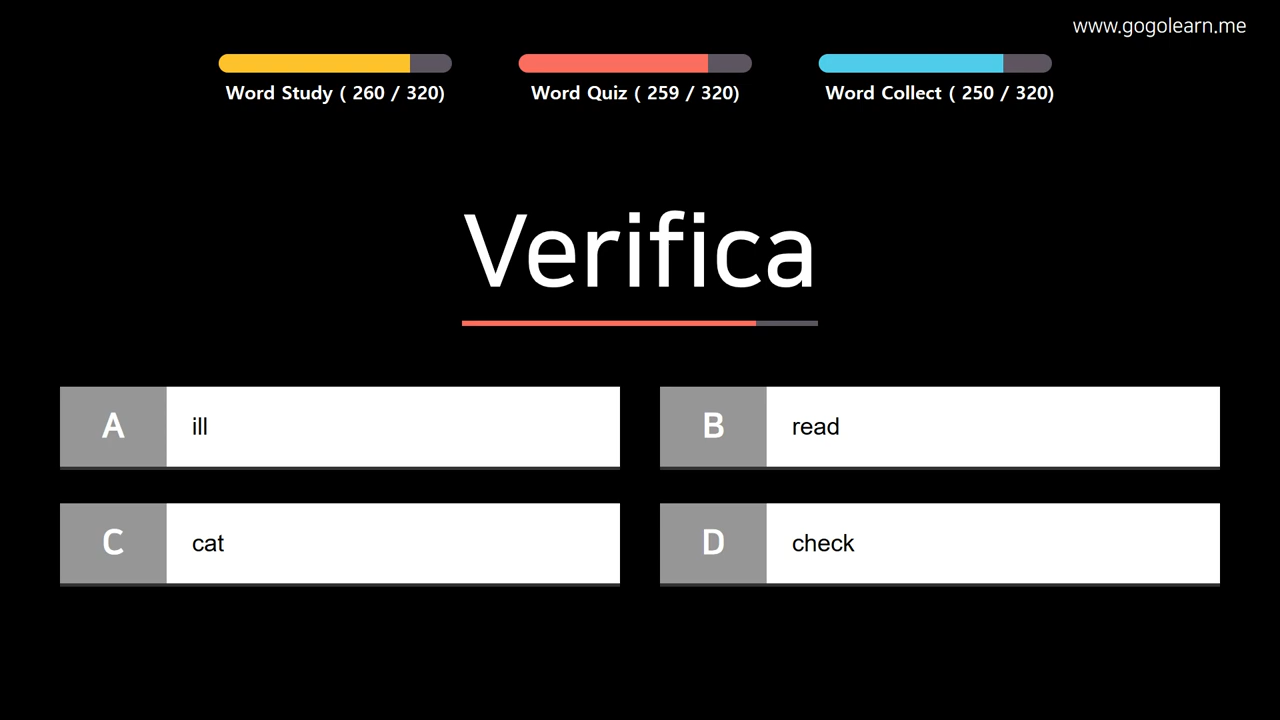 www.gogolearn.me
Word Study ( 260 / 320)
Word Quiz ( 259 / 320)
Word Collect ( 250 / 320)
Verifica
A ill
B read
C cat
D check